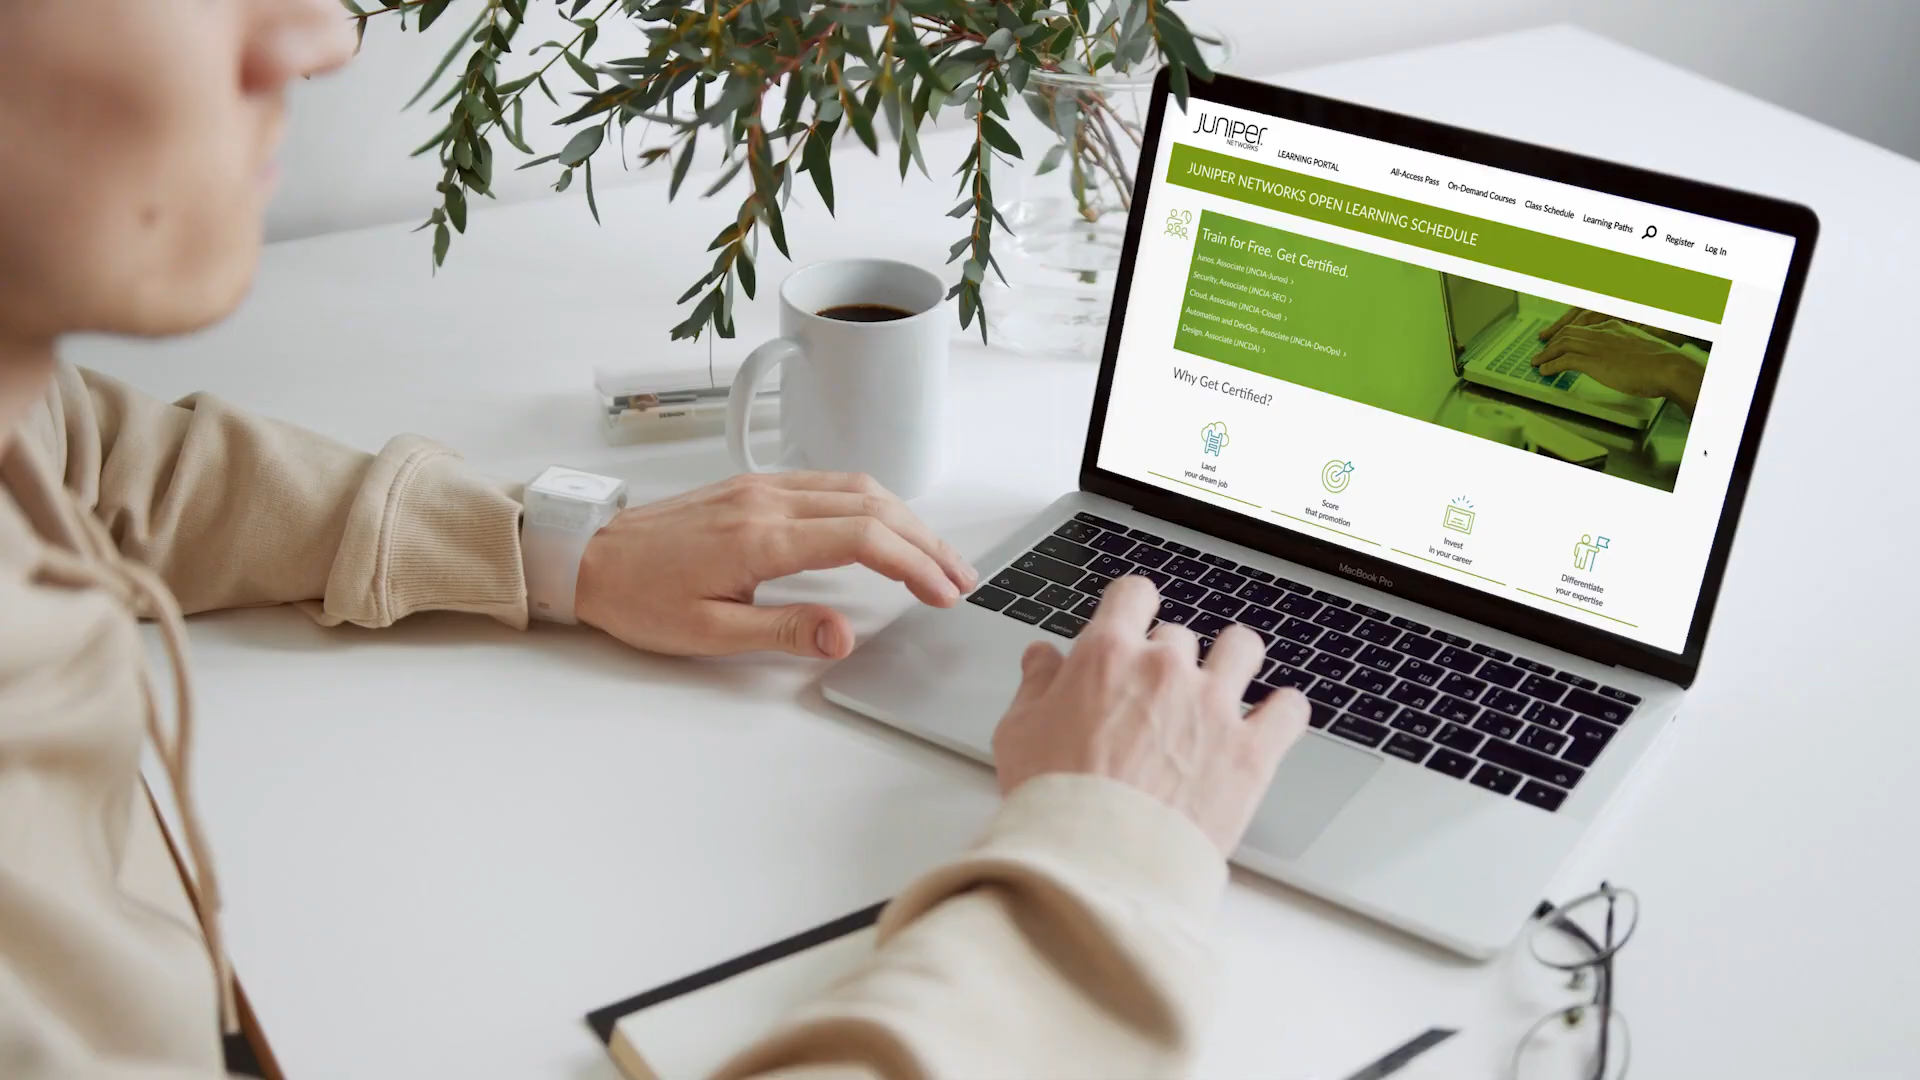 JUNIPEr
NETWORKS
LEARNING PORTAL
All-Access Pass
On-Demand Courses
Class Schedule
Learning Paths
Register
Log In
JUNIPER NETWORKS OPEN LEARNING SCHEDULE
Train for Free. Get Certified.
Junos, Associate (JNCIA-Junos) >
Security, Associate (JNCIA-SEC) >
Cloud, Associate (JNCIA-Cloud) >
Automation and DevOps, Associate (JNCIA-DevOps) >
Design, Associate (JNCDA) >
Why Get Certified?
Land
your dream job
Score
that promotion
Invest
in your career
Differentiate
your expertise
MacBook Pro